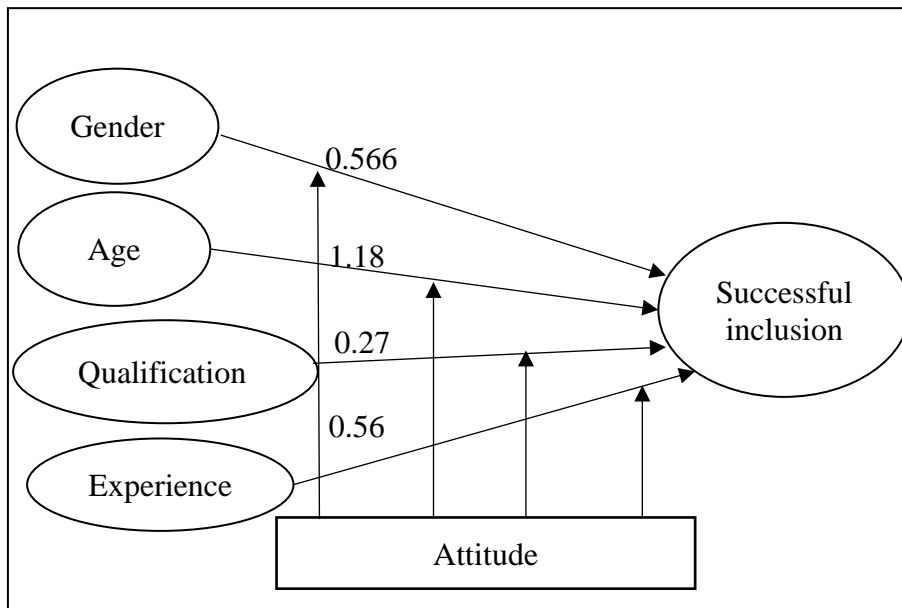 Gender
0.566
Age
1.18
Successful
inclusion
0.27
Qualification
0.56
Experience
Attitude